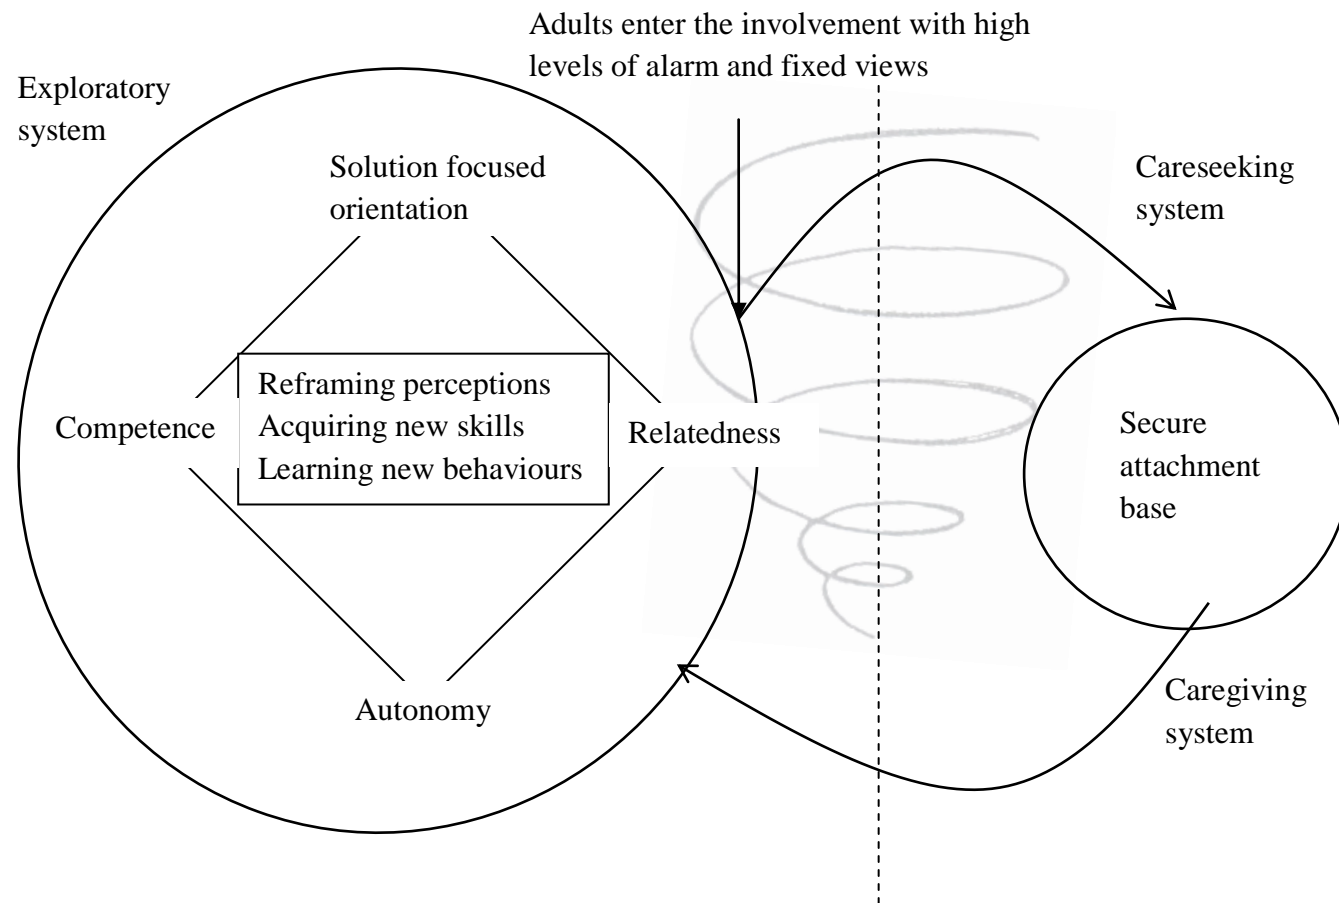 Adults enter the involvement with high
levels of alarm and fixed views
Exploratory
system
Solution focused
orientation
Careseeking
system
Reframing perceptions
Acquiring new skills
Learning new behaviours
Competence
Relatedness
Secure
attachment
base
Autonomy
Caregiving
system